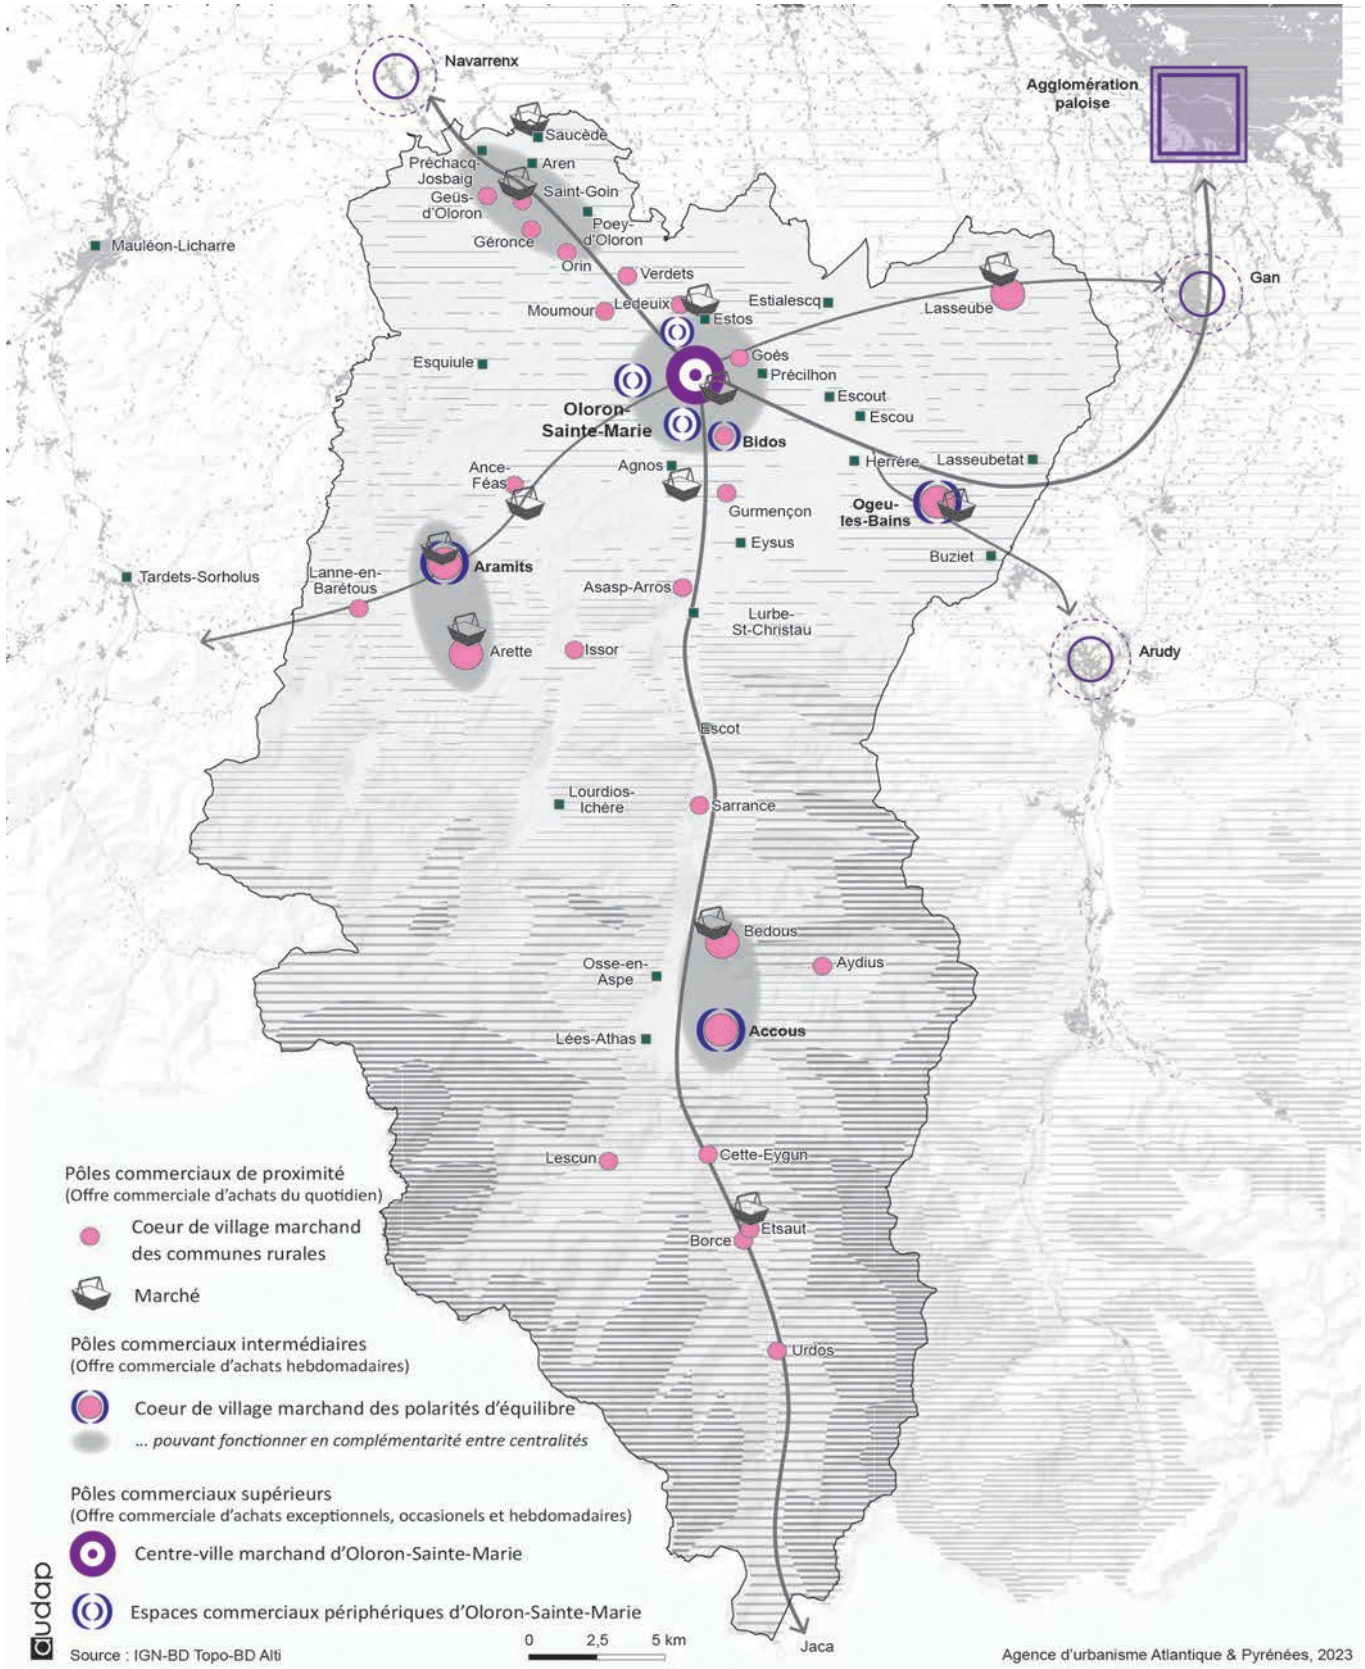 Navarrenx
Agglomération
paloise
Saucède
Préchacq-
Josbaig
Aren
Geüs-
d'Oloron
Saint-Goin
Poey-
d'Oloron
Géronce
Orin
Mauléon-Licharre
Verdets
Gan
Moumour
Ledeuix
Estialescq
Lasseube
Estos
Esquiule
Goès
Précilhon
Escout
Escou
Oloron-
Sainte-Marie
Bidos
Agnos
Herrère
Lasseubetat
Ance-
Féas
Gurmençon
Ogeu-
les-Bains
Eysus
Buziet
Aramits
Tardets-Sorholus
Lanne-en-
Barétous
Asasp-Arros
Lurbe-
St-Christau
Arette
Issor
Arudy
Escot
Lourdios-
Ichère
Sarrance
Bedous
Osse-en-
Aspe
Aydius
Accous
Lées-Athas
Lescun
Cette-Eygun
Etsaut
Borce
Urdos
Jaca
Pôles commerciaux de proximité
(Offre commerciale d'achats du quotidien)
Coeur de village marchand
des communes rurales
Marché
Pôles commerciaux intermédiaires
(Offre commerciale d'achats hebdomadaires)
Coeur de village marchand des polarités d'équilibre
... pouvant fonctionner en complémentarité entre centralités
Pôles commerciaux supérieurs
(Offre commerciale d'achats exceptionnels, occasionels et hebdomadaires)
Centre-ville marchand d'Oloron-Sainte-Marie
Espaces commerciaux périphériques d'Oloron-Sainte-Marie
audap
Source : IGN-BD Topo-BD Alti
0 2,5 5 km
Agence d'urbanisme Atlantique & Pyrénées, 2023